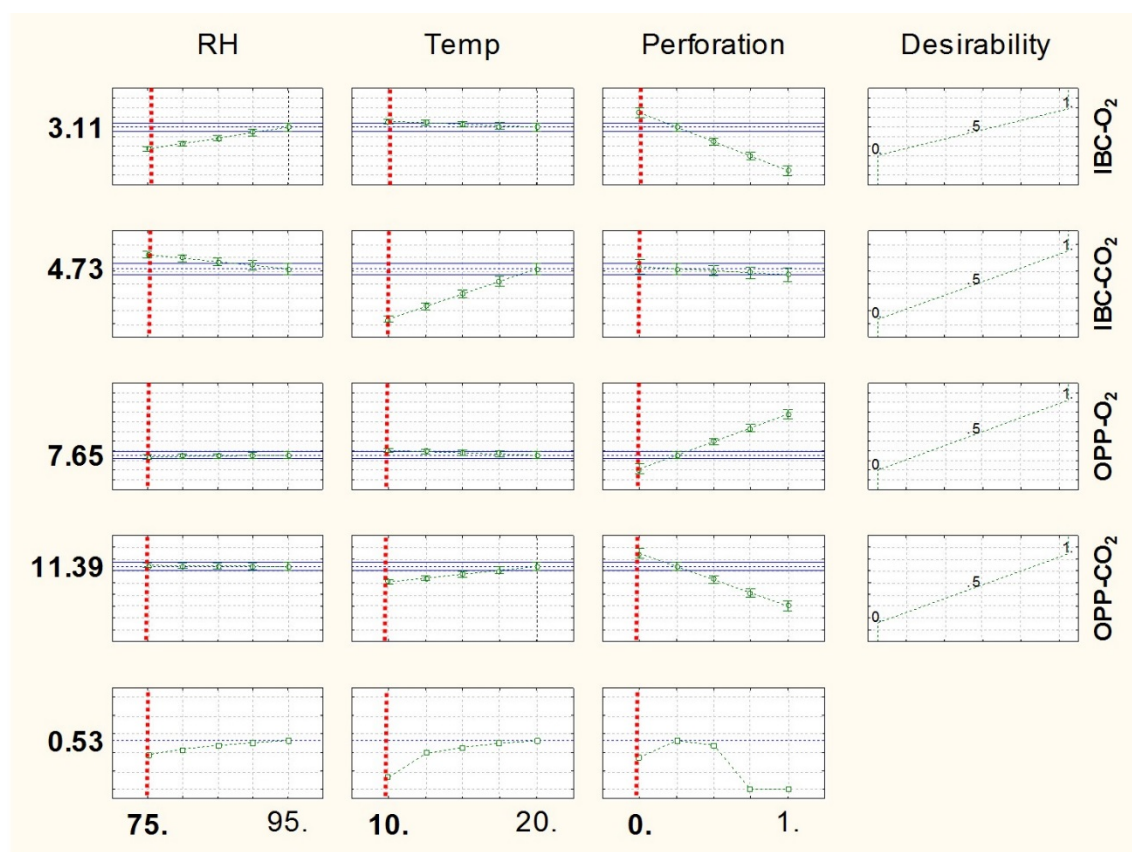 RH Temp Perforation Desirability
3.11 0. .5 1. IBC-O₂
4.73 0. .5 1. IBC-CO₂
7.65 0. .5 1. OPP-O₂
11.39 0. .5 1. OPP-CO₂
0.53
75. 95. 10. 20. 0. 1.